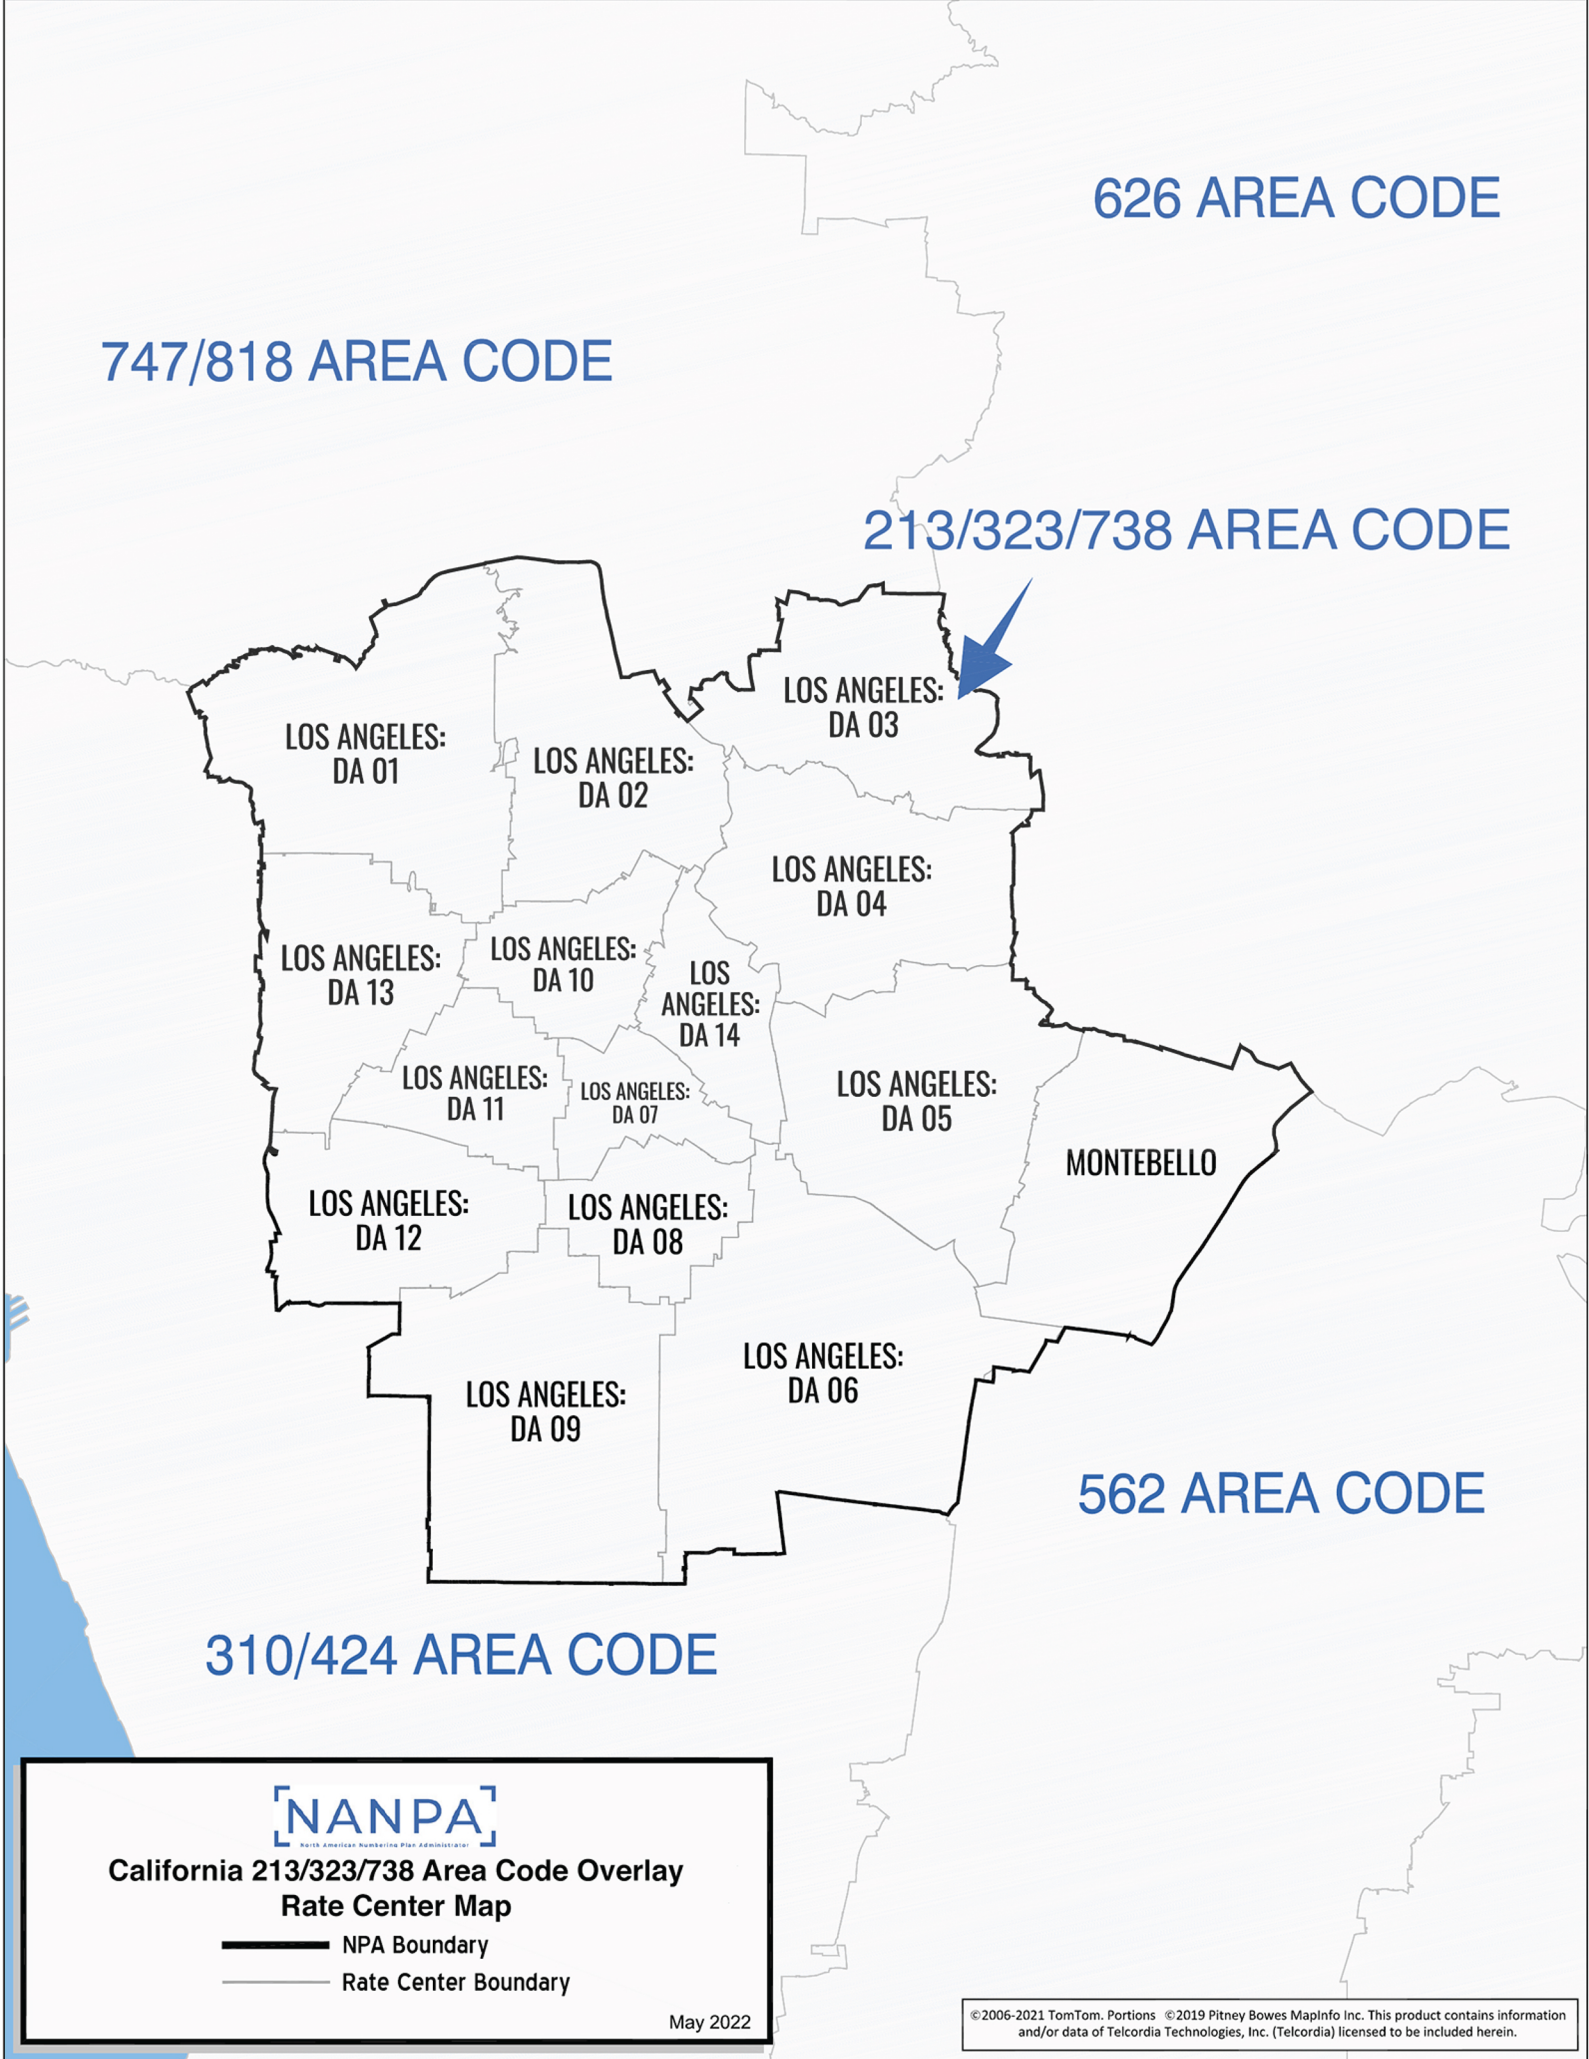 626 AREA CODE
747/818 AREA CODE
213/323/738 AREA CODE
LOS ANGELES:
DA 03
LOS ANGELES:
DA 01
LOS ANGELES:
DA 02
LOS ANGELES:
DA 04
LOS ANGELES:
DA 13
LOS ANGELES:
DA 10
LOS
ANGELES:
DA 14
LOS ANGELES:
DA 11
LOS ANGELES:
DA 07
LOS ANGELES:
DA 05
MONTEBELLO
LOS ANGELES:
DA 12
LOS ANGELES:
DA 08
LOS ANGELES:
DA 06
LOS ANGELES:
DA 09
562 AREA CODE
310/424 AREA CODE
NANPA
North American Numbering Plan Administrator
California 213/323/738 Area Code Overlay
Rate Center Map
NPA Boundary
Rate Center Boundary
May 2022
©2006-2021 TomTom. Portions ©2019 Pitney Bowes MapInfo Inc. This product contains information
and/or data of Telcordia Technologies, Inc. (Telcordia) licensed to be included herein.